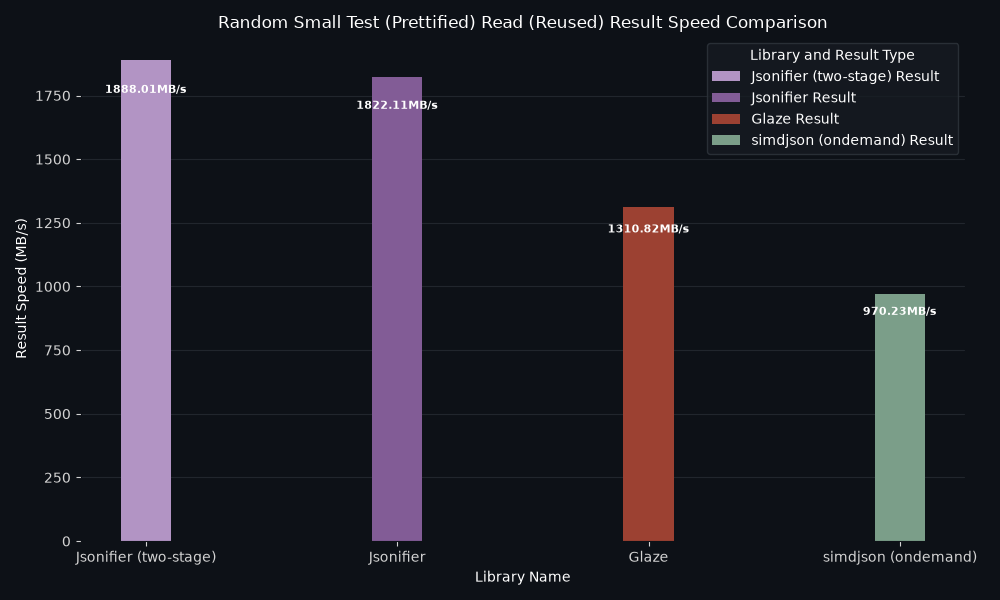 Random Small Test (Prettified) Read (Reused) Result Speed Comparison
Library and Result Type
Jsonifier (two-stage) Result
Jsonifier Result
Glaze Result
simdjson (ondemand) Result
1888.01MB/s
1822.11MB/s
1310.82MB/s
970.23MB/s
Result Speed (MB/s)
1750
1500
1250
1000
750
500
250
0
Jsonifier (two-stage)
Jsonifier
Glaze
simdjson (ondemand)
Library Name